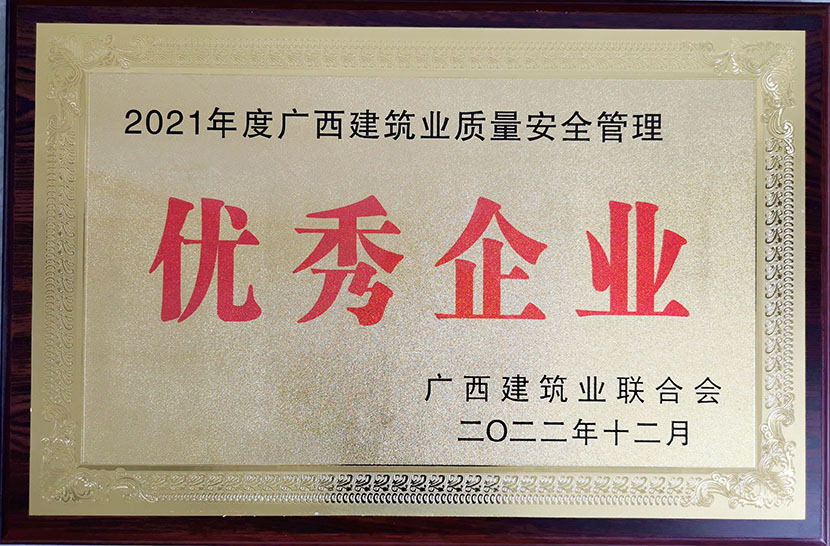 2021年度广西建筑业质量安全管理
优秀企业
广西建筑业联合会
二〇二二年十二月